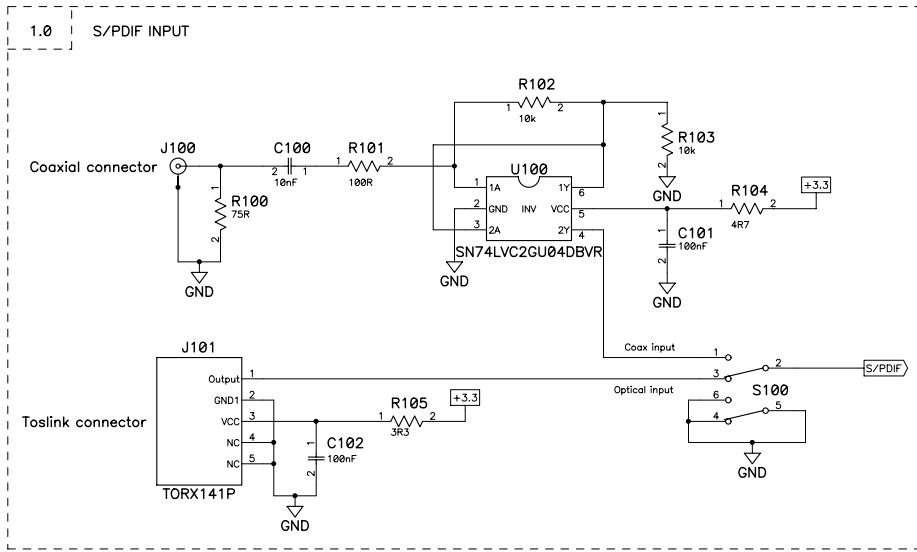 1.0 S/PDIF INPUT
R102
1 2
10k
J100
C100
R101
1
R103
10k
2
Coaxial connector
2 1
10nF
1 2
100R
GND
U100
1
R100
75R
2
1 1A 1Y 6
2 GND INV VCC 5
3 2A 2Y 4
SN74LVC2GU04DBVR
R104
1 2
4R7
+3.3
1
C101
100nF
2
GND
GND
GND
J101
Coax input
1
2
S/PDIF
Output 1
3
Optical input
S100
GND1 2
6
5
4
Toslink connector
VCC 3
R105
1 2
3R3
+3.3
NC 4
1
C102
100nF
2
NC 5
GND
TORX141P
GND